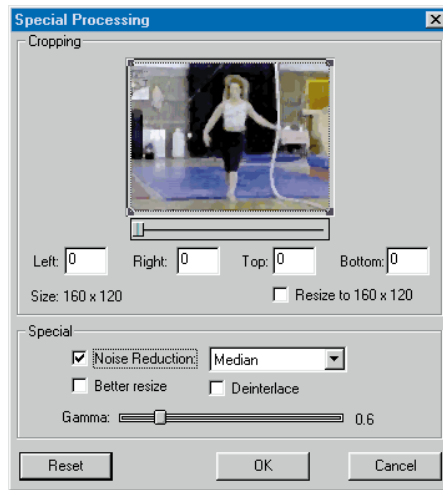 Special Processing
Cropping
Left: 0 Right: 0 Top: 0 Bottom: 0
Size: 160 x 120 Resize to 160 x 120
Special
Noise Reduction: Median
Better resize Deinterlace
Gamma: 0.6
Reset OK Cancel